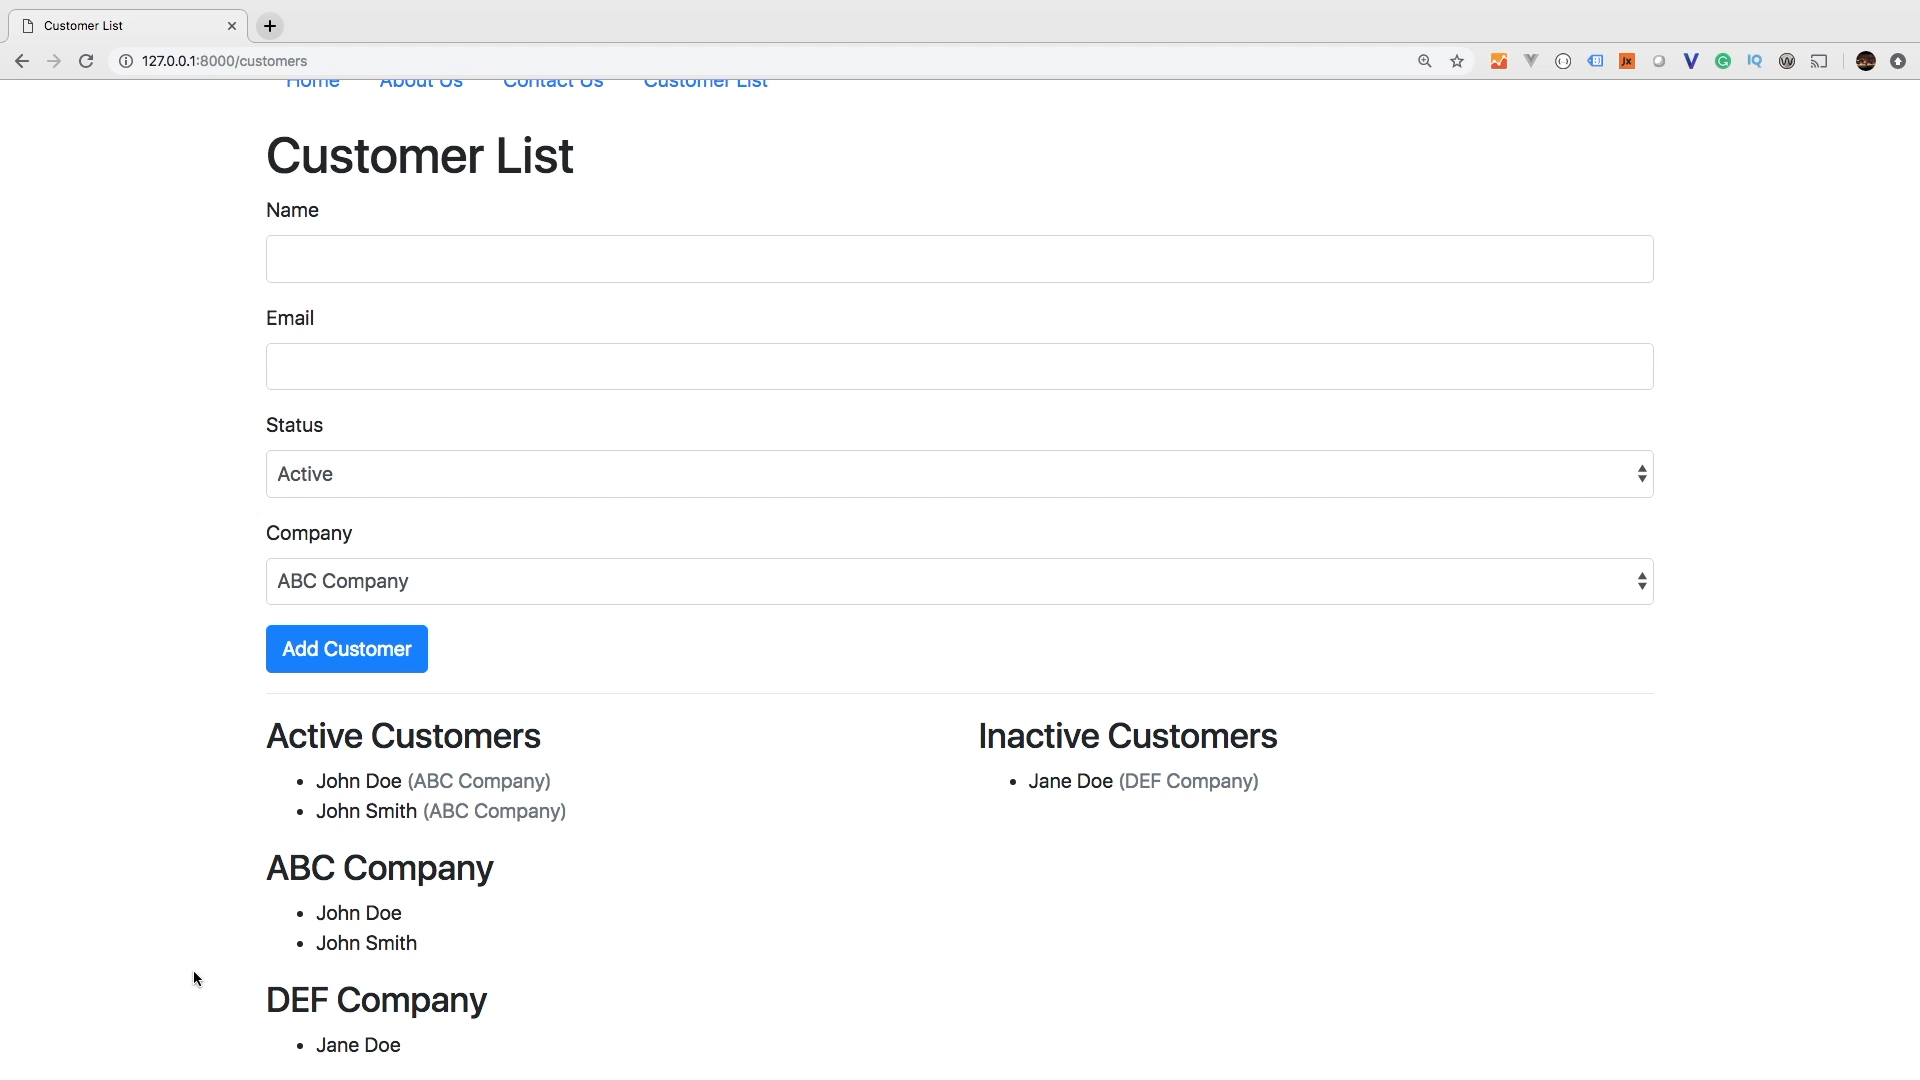 Customer List
127.0.0.1:8000/customers
Home About Us Contact Us Customer List
Customer List
Name
Email
Status
Active
Company
ABC Company
Add Customer
Active Customers
John Doe (ABC Company)
John Smith (ABC Company)
Inactive Customers
Jane Doe (DEF Company)
ABC Company
John Doe
John Smith
DEF Company
Jane Doe